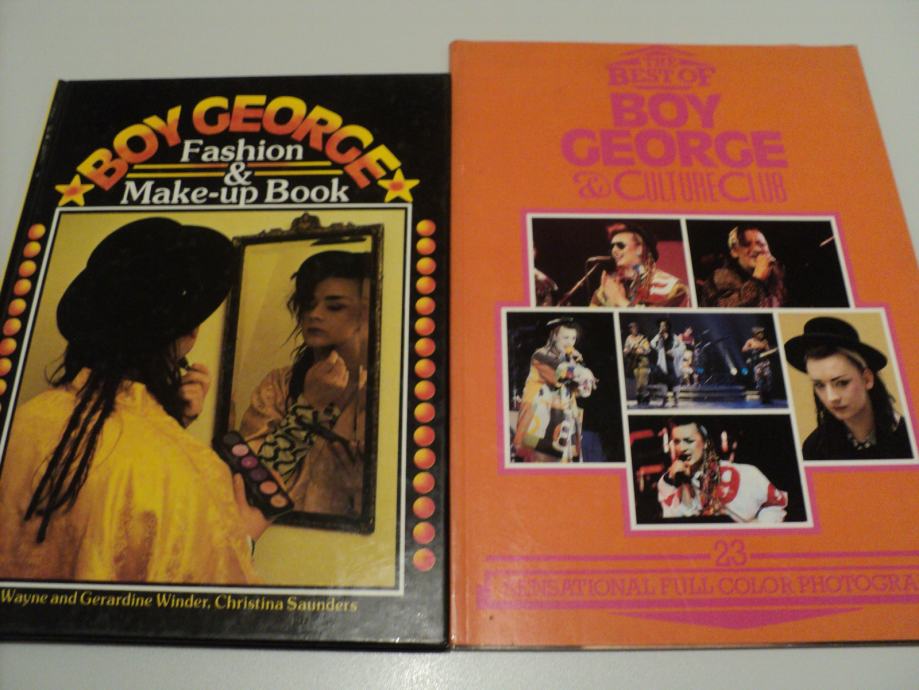 BOY GEORGE
Fashion
&
Make-up Book
Wayne and Gerardine Winder, Christina Saunders
THE
BEST OF
BOY
GEORGE
& CULTURE CLUB
23
SENSATIONAL FULL COLOR PHOTOGRA